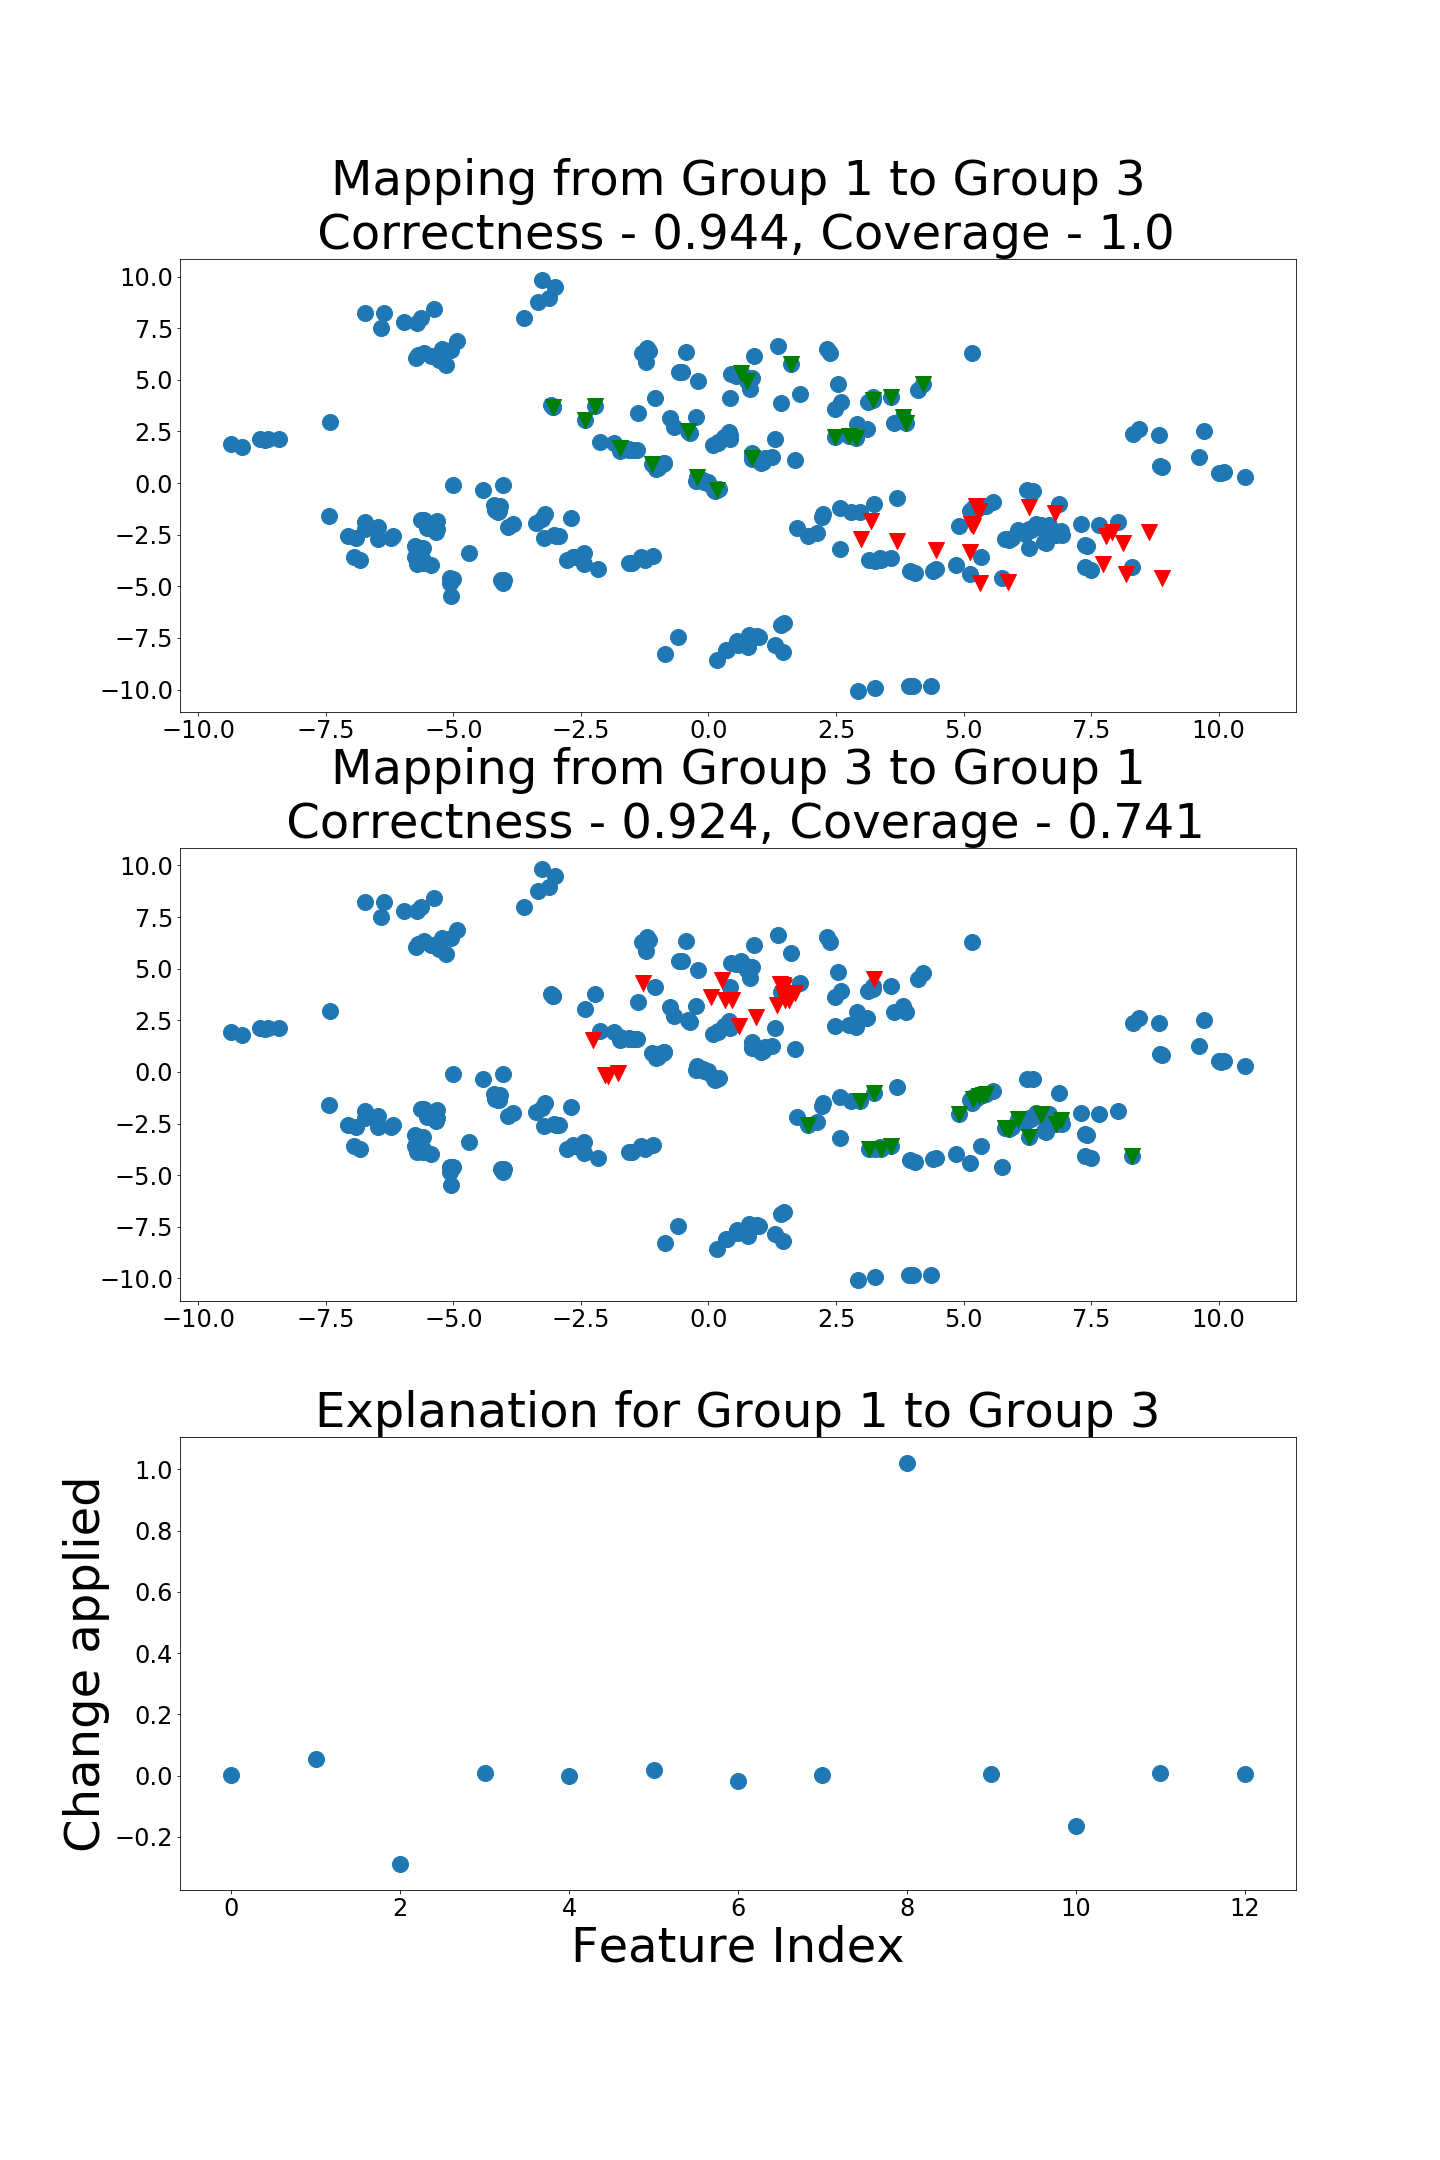 Mapping from Group 1 to Group 3
Correctness - 0.944, Coverage - 1.0
10.0
7.5
5.0
2.5
0.0
−2.5
−5.0
−7.5
−10.0
−10.0 −7.5 −5.0 −2.5 0.0 2.5 5.0 7.5 10.0
Mapping from Group 3 to Group 1
Correctness - 0.924, Coverage - 0.741
10.0
7.5
5.0
2.5
0.0
−2.5
−5.0
−7.5
−10.0
−10.0 −7.5 −5.0 −2.5 0.0 2.5 5.0 7.5 10.0
Explanation for Group 1 to Group 3
Change applied
1.0
0.8
0.6
0.4
0.2
0.0
−0.2
0 2 4 6 8 10 12
Feature Index